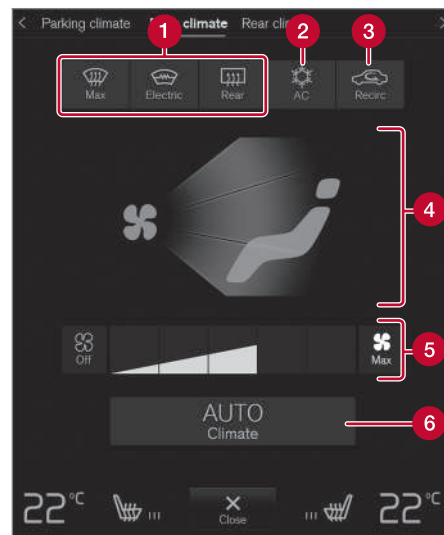 Parking climate climate Rear
1 2 3
Max Electric Rear AC Recirc
4
Off Max 5
AUTO
Climate 6
22°C Close 22°C